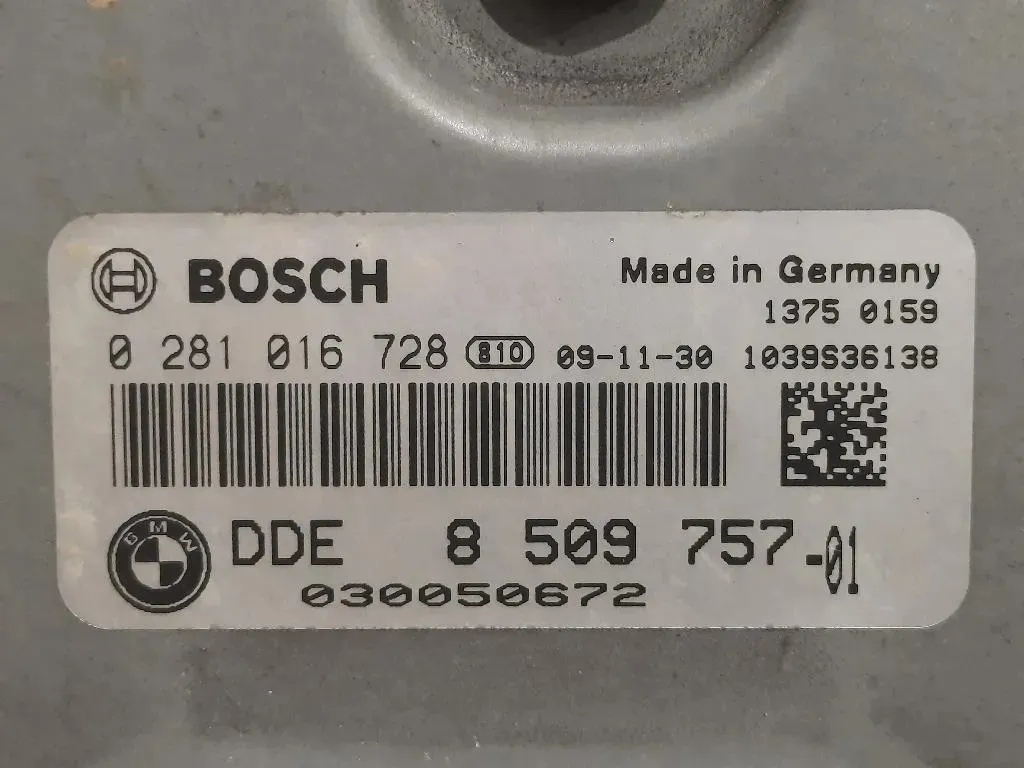 BOSCH
Made in Germany
1375 0159
0 281 016 728 810 09-11-30 1039S36138
BMW DDE 8 509 757-01
030050672